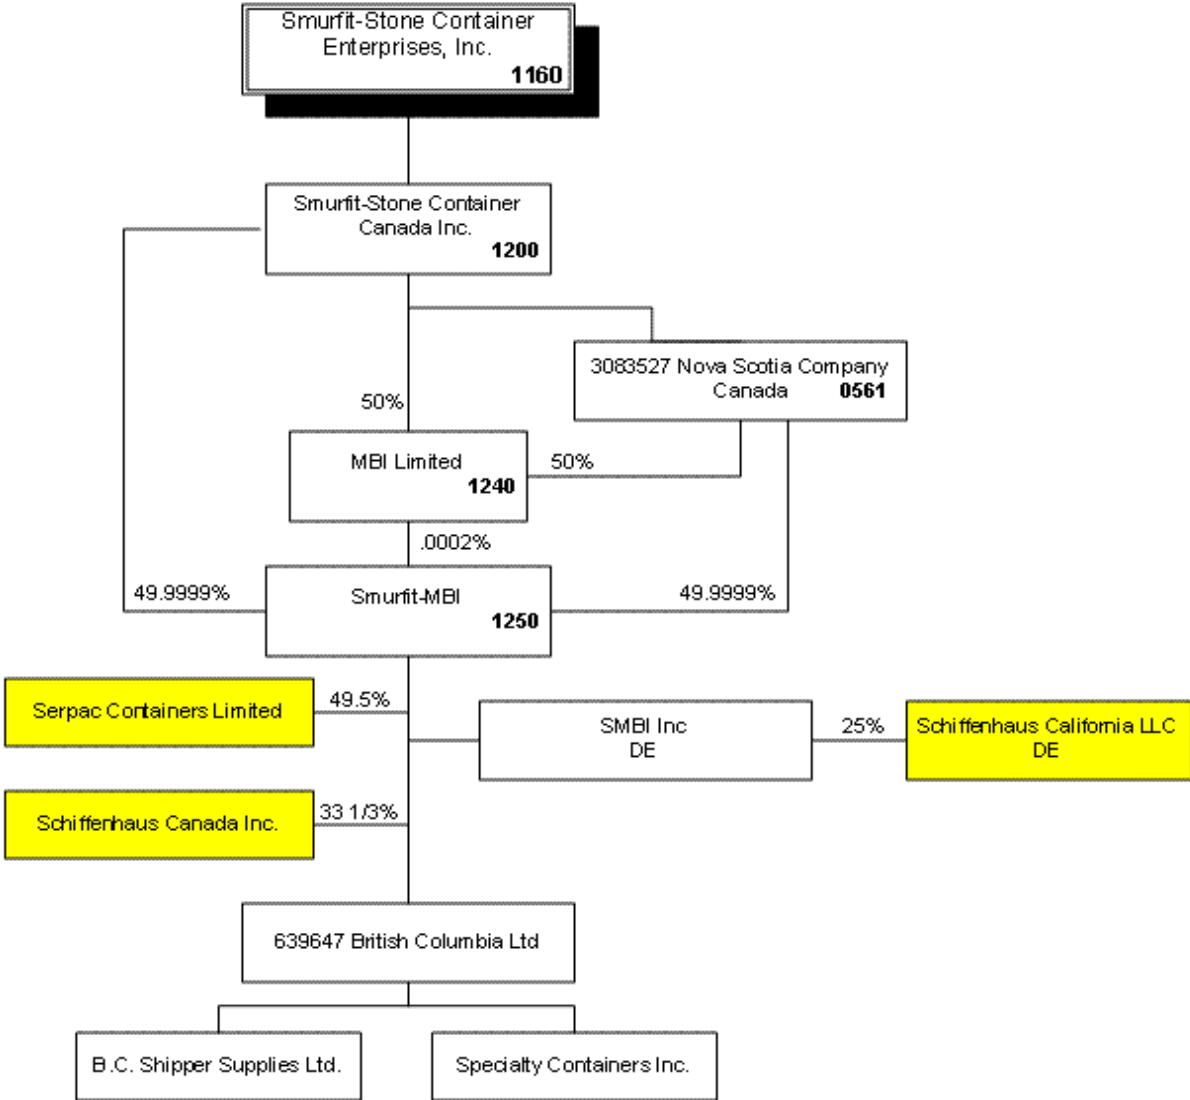 Smurfit-Stone Container
Enterprises, Inc.
1160
Smurfit-Stone Container
Canada Inc.
1200
3083527 Nova Scotia Company
Canada 0561
50%
MBI Limited
1240
50%
.0002%
49.9999%
Smurfit-MBI
1250
49.9999%
Serpac Containers Limited
49.5%
SMBI Inc
DE
25%
Schiffenhaus California LLC
DE
Schiffenhaus Canada Inc.
33 1/3%
639647 British Columbia Ltd
B.C. Shipper Supplies Ltd.
Specialty Containers Inc.